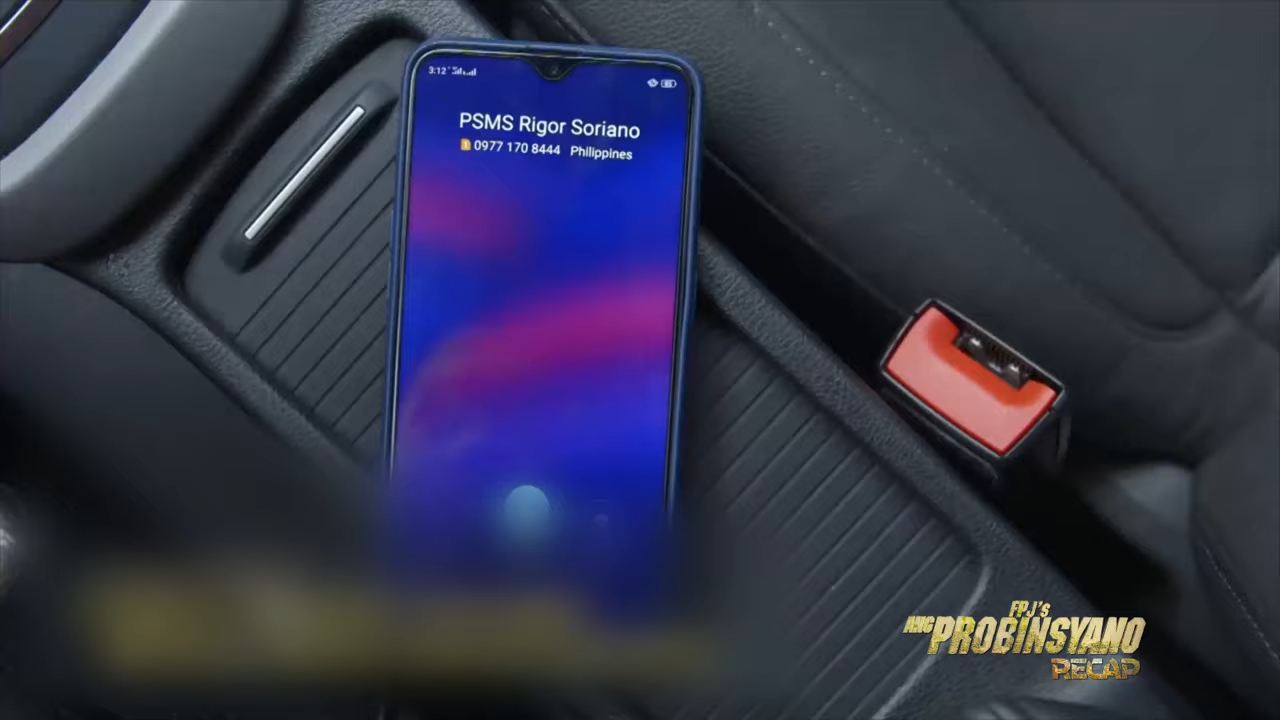 3:12
PSMS Rigor Soriano
0977 170 8444 Philippines
FPJ's
ANG PROBINSYANO
RECAP